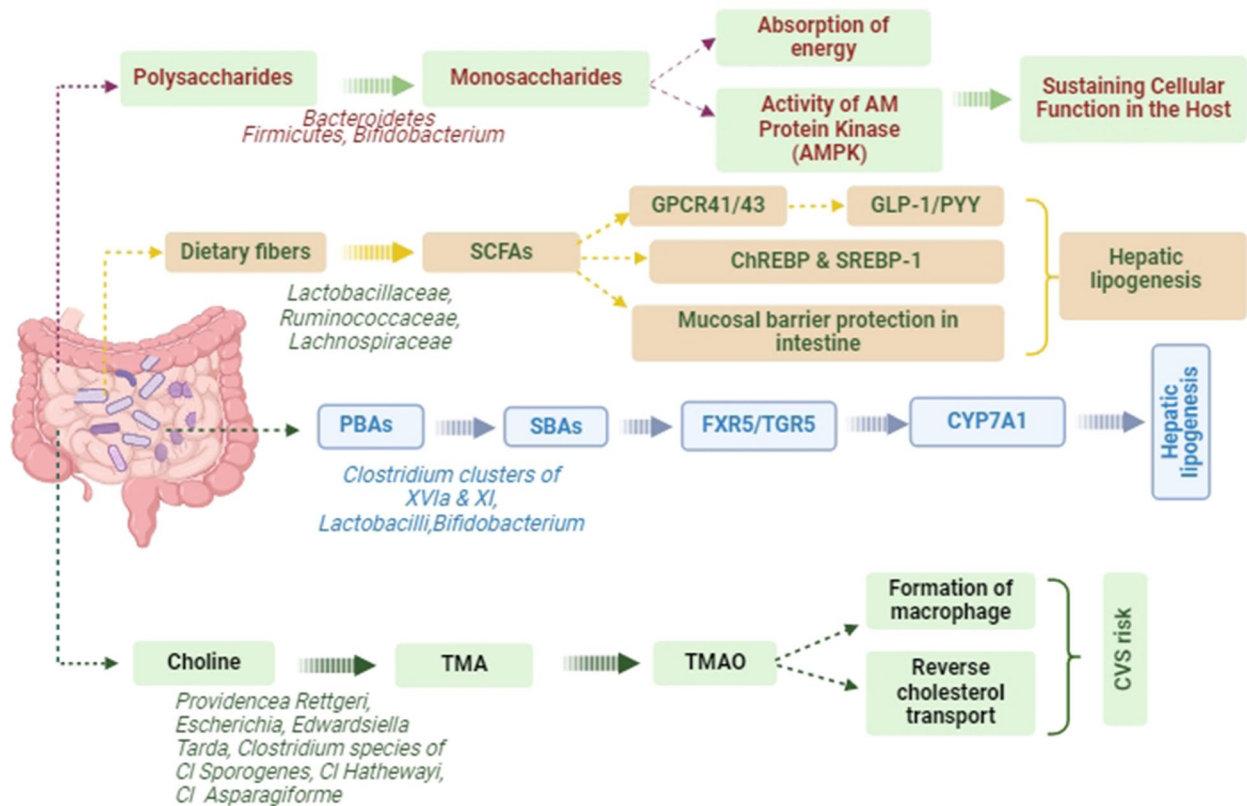 Polysaccharides
Bacteroidetes
Firmicutes, Bifidobacterium
Monosaccharides
Absorption of
energy
Activity of AM
Protein Kinase
(AMPK)
Sustaining Cellular
Function in the Host
Dietary fibers
Lactobacillaceae,
Ruminococcaceae,
Lachnospiraceae
SCFAs
GPCR41/43
GLP-1/PYY
ChREBP & SREBP-1
Mucosal barrier protection in
intestine
Hepatic
lipogenesis
PBAs
Clostridium clusters of
XVIa & XI,
Lactobacilli,Bifidobacterium
SBAs
FXR5/TGR5
CYP7A1
Hepatic
lipogenesis
Choline
Providencea Rettgeri,
Escherichia, Edwardsiella
Tarda, Clostridium species of
Cl Sporogenes, Cl Hathewayi,
Cl Asparagiforme
TMA
TMAO
Formation of
macrophage
Reverse
cholesterol
transport
CVS risk